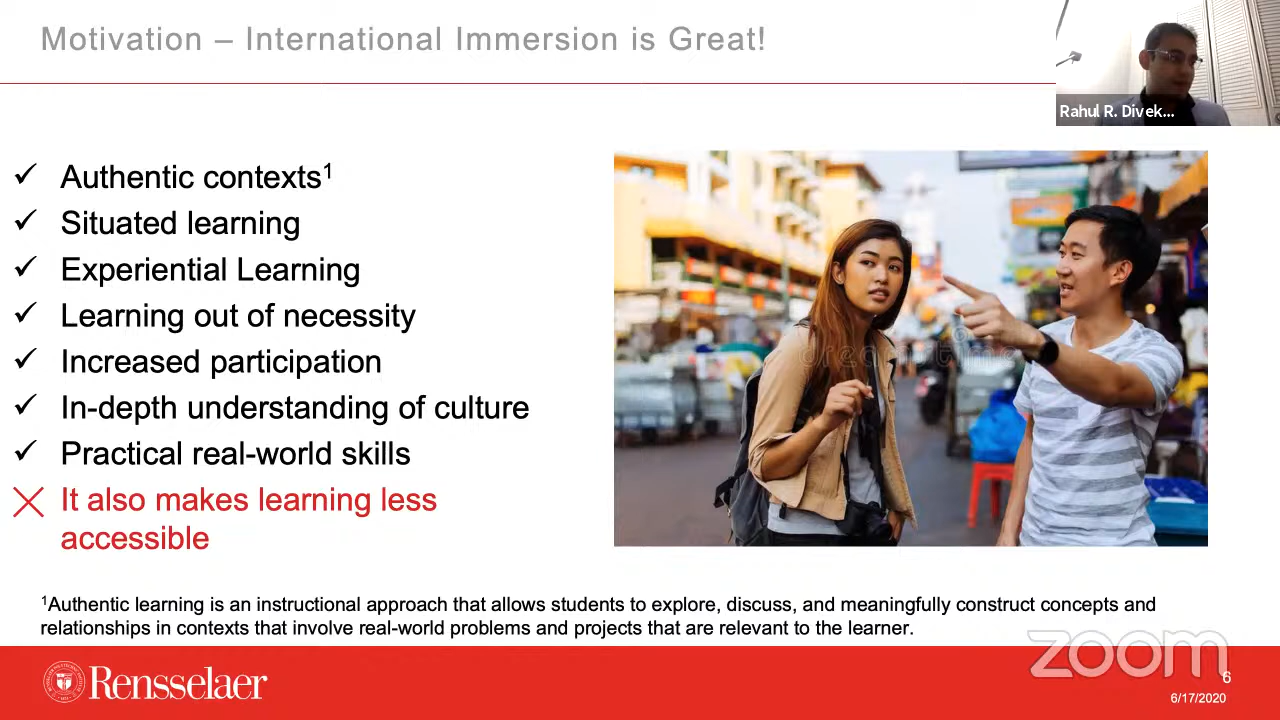 Motivation – International Immersion is Great!
Rahul R. Divek...
✓ Authentic contexts¹
✓ Situated learning
✓ Experiential Learning
✓ Learning out of necessity
✓ Increased participation
✓ In-depth understanding of culture
✓ Practical real-world skills
✕ It also makes learning less
accessible
dreamstime
¹Authentic learning is an instructional approach that allows students to explore, discuss, and meaningfully construct concepts and
relationships in contexts that involve real-world problems and projects that are relevant to the learner.
Rensselaer
zoom
6
6/17/2020